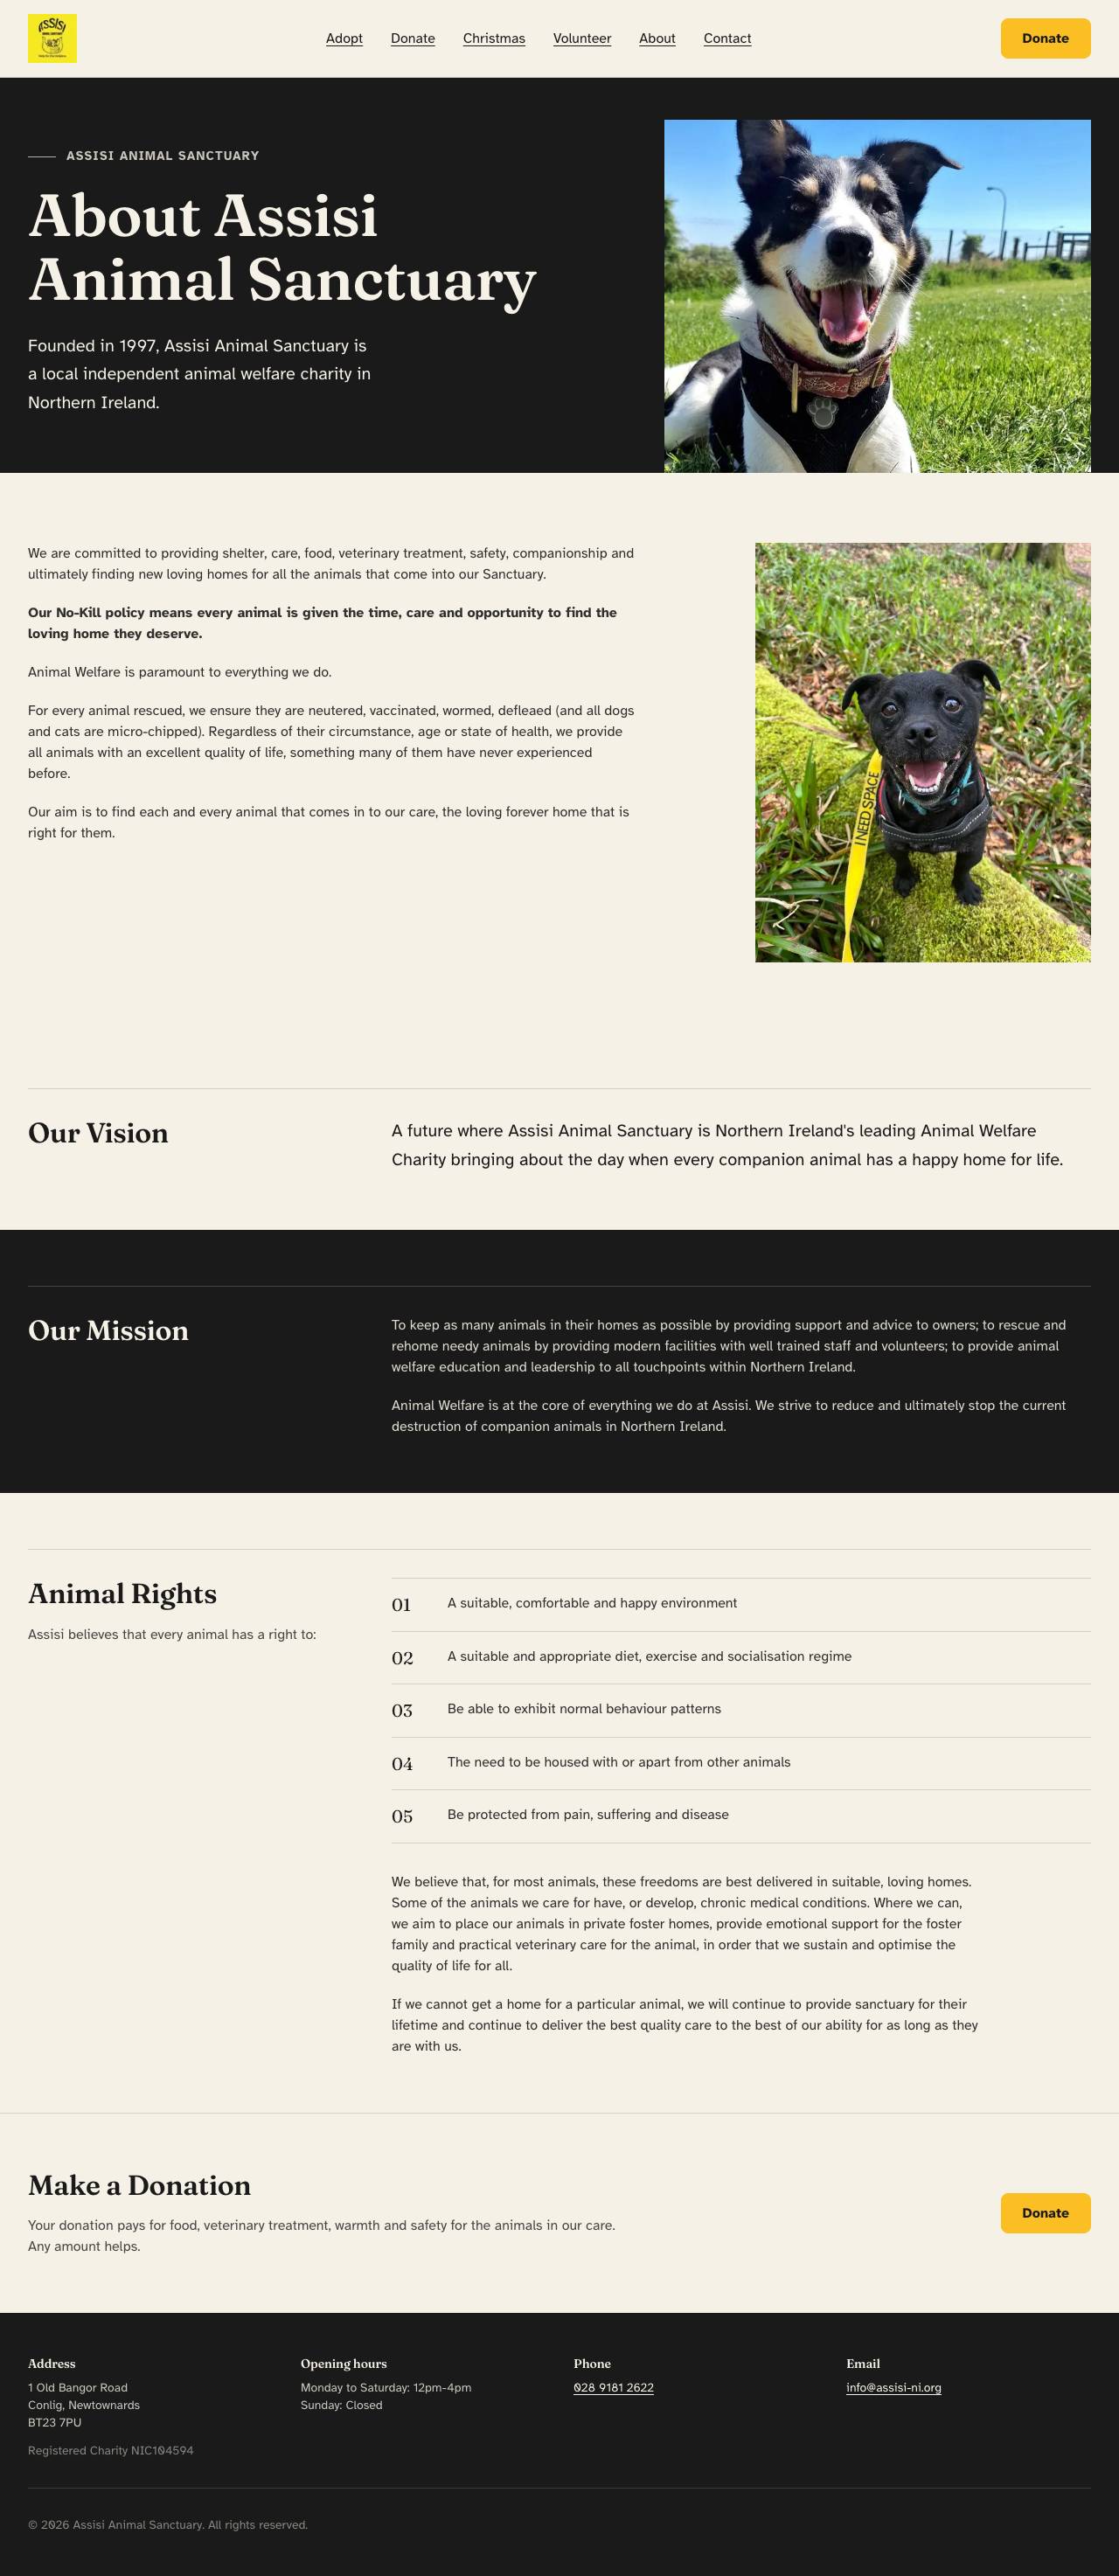 ASSISI
Adopt
Donate
Christmas
Volunteer
About
Contact
Donate
ASSISI ANIMAL SANCTUARY
About Assisi
Animal Sanctuary
Founded in 1997, Assisi Animal Sanctuary is
a local independent animal welfare charity in
Northern Ireland.
We are committed to providing shelter, care, food, veterinary treatment, safety, companionship and
ultimately finding new loving homes for all the animals that come into our Sanctuary.
Our No-Kill policy means every animal is given the time, care and opportunity to find the
loving home they deserve.
Animal Welfare is paramount to everything we do.
For every animal rescued, we ensure they are neutered, vaccinated, wormed, defleaed (and all dogs
and cats are micro-chipped). Regardless of their circumstance, age or state of health, we provide
all animals with an excellent quality of life, something many of them have never experienced
before.
Our aim is to find each and every animal that comes in to our care, the loving forever home that is
right for them.
I NEED SPACE
Our Vision
A future where Assisi Animal Sanctuary is Northern Ireland's leading Animal Welfare
Charity bringing about the day when every companion animal has a happy home for life.
Our Mission
To keep as many animals in their homes as possible by providing support and advice to owners; to rescue and
rehome needy animals by providing modern facilities with well trained staff and volunteers; to provide animal
welfare education and leadership to all touchpoints within Northern Ireland.
Animal Welfare is at the core of everything we do at Assisi. We strive to reduce and ultimately stop the current
destruction of companion animals in Northern Ireland.
Animal Rights
Assisi believes that every animal has a right to:
01 A suitable, comfortable and happy environment
02 A suitable and appropriate diet, exercise and socialisation regime
03 Be able to exhibit normal behaviour patterns
04 The need to be housed with or apart from other animals
05 Be protected from pain, suffering and disease
We believe that, for most animals, these freedoms are best delivered in suitable, loving homes.
Some of the animals we care for have, or develop, chronic medical conditions. Where we can,
we aim to place our animals in private foster homes, provide emotional support for the foster
family and practical veterinary care for the animal, in order that we sustain and optimise the
quality of life for all.
If we cannot get a home for a particular animal, we will continue to provide sanctuary for their
lifetime and continue to deliver the best quality care to the best of our ability for as long as they
are with us.
Make a Donation
Your donation pays for food, veterinary treatment, warmth and safety for the animals in our care.
Any amount helps.
Donate
Address
1 Old Bangor Road
Conlig, Newtownards
BT23 7PU
Registered Charity NIC104594
Opening hours
Monday to Saturday: 12pm–4pm
Sunday: Closed
Phone
028 9181 2622
Email
info@assisi-ni.org
© 2026 Assisi Animal Sanctuary. All rights reserved.